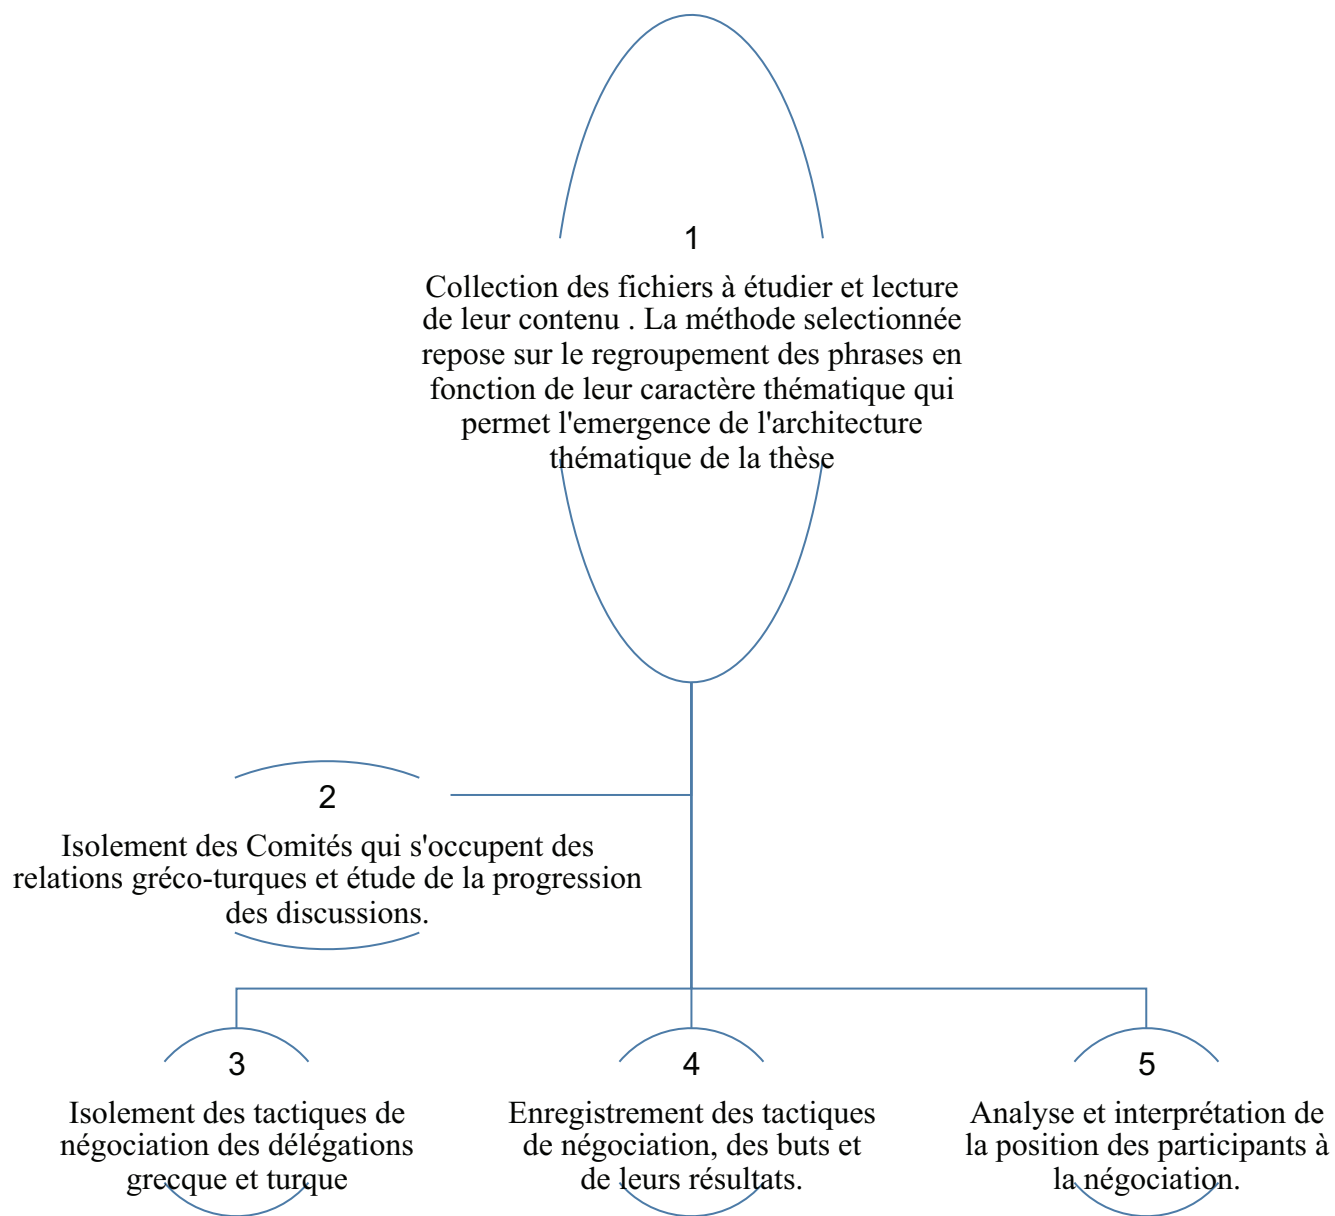 1
Collection des fichiers à étudier et lecture
de leur contenu . La méthode selectionnée
repose sur le regroupement des phrases en
fonction de leur caractère thématique qui
permet l'emergence de l'architecture
thématique de la thèse
2
Isolement des Comités qui s'occupent des
relations gréco-turques et étude de la progression
des discussions.
3
Isolement des tactiques de
négociation des délégations
grecque et turque
4
Enregistrement des tactiques
de négociation, des buts et
de leurs résultats.
5
Analyse et interprétation de
la position des participants à
la négociation.